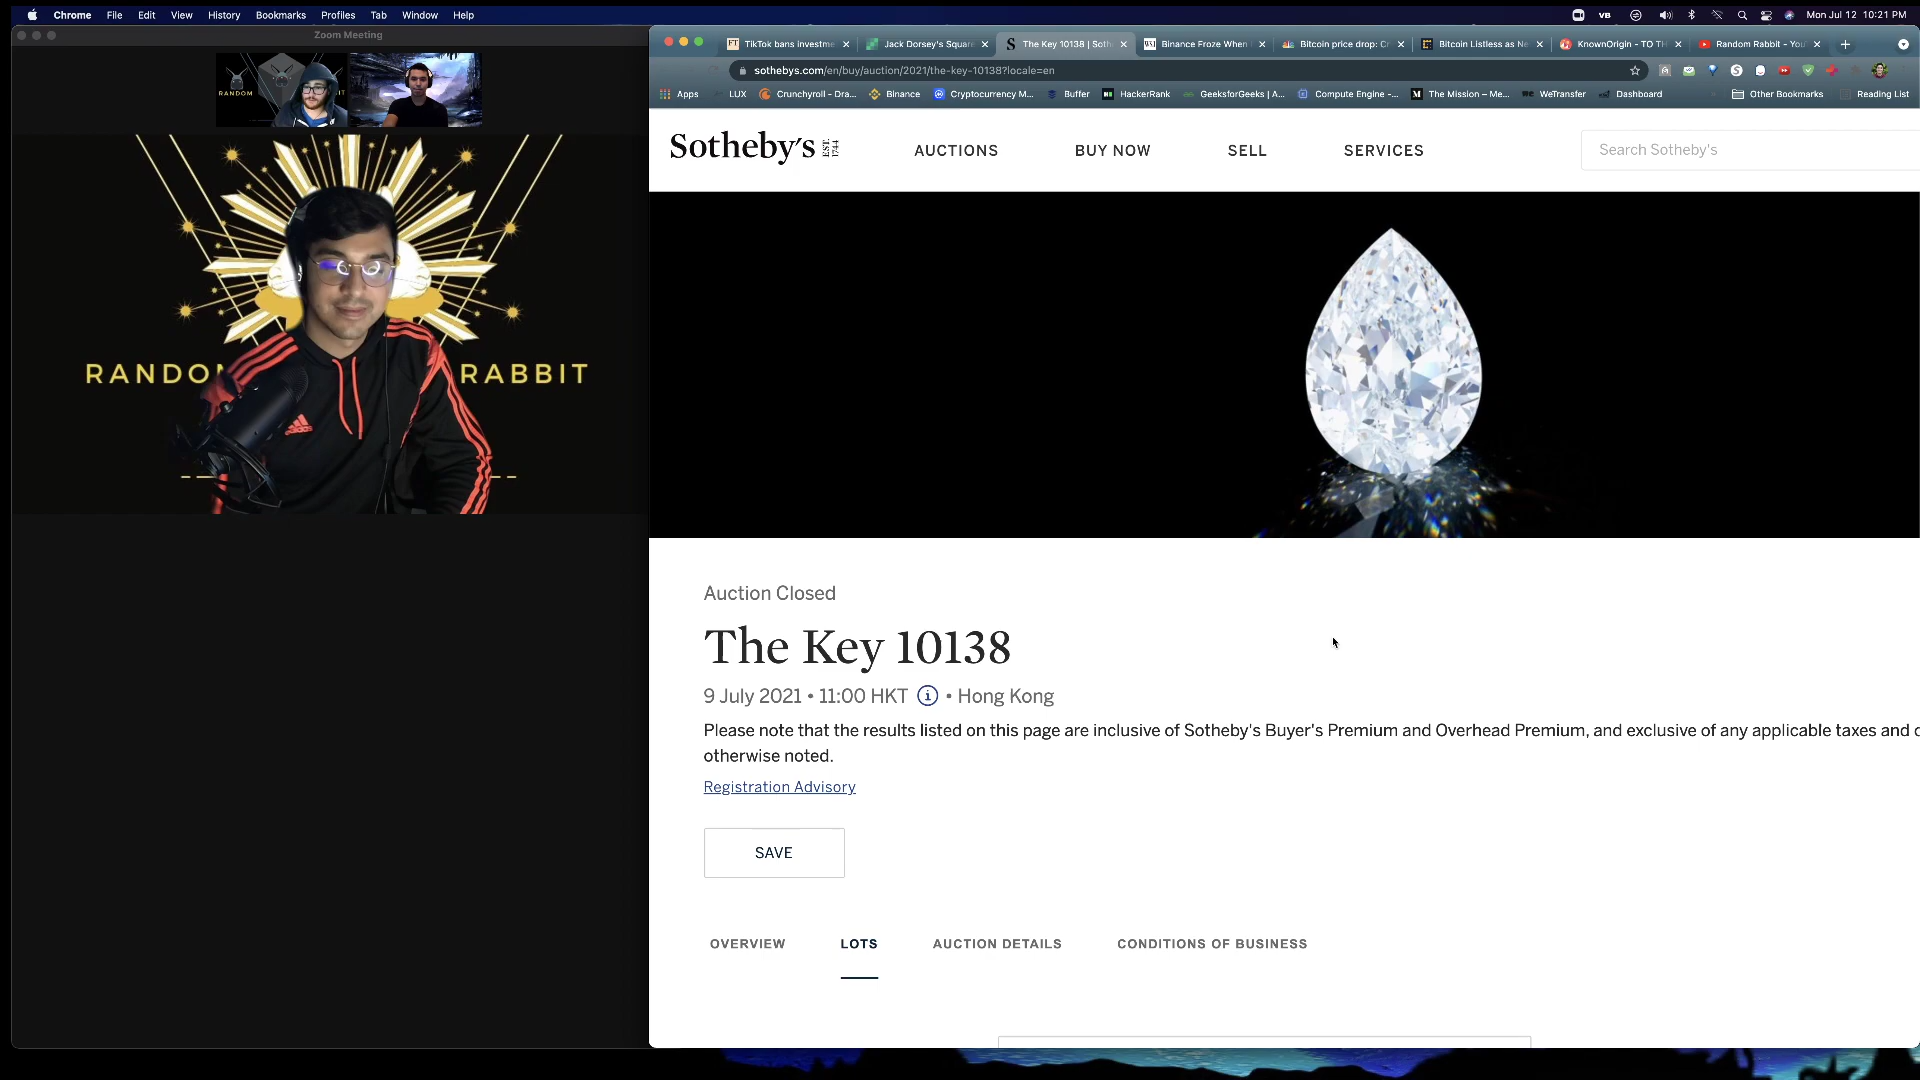 Chrome File Edit View History Bookmarks Profiles Tab Window Help
VB
Mon Jul 12 10:21 PM
Zoom Meeting
RANDOM
RABBIT
TikTok bans investme
Jack Dorsey's Square
The Key 10138 | Soth
Binance Froze When
Bitcoin price drop: Cr
Bitcoin Listless as Ne
KnownOrigin - TO TH
Random Rabbit - You
sothebys.com/en/buy/auction/2021/the-key-10138?locale=en
Apps LUX Crunchyroll - Dra... Binance Cryptocurrency M... Buffer HackerRank GeeksforGeeks | A... Compute Engine -... The Mission – Me... WeTransfer Dashboard Other Bookmarks Reading List
Sotheby's EST. 1744
AUCTIONS BUY NOW SELL SERVICES
Search Sotheby's
Auction Closed
The Key 10138
9 July 2021 • 11:00 HKT • Hong Kong
Please note that the results listed on this page are inclusive of Sotheby's Buyer's Premium and Overhead Premium, and exclusive of any applicable taxes and
otherwise noted.
Registration Advisory
SAVE
OVERVIEW LOTS AUCTION DETAILS CONDITIONS OF BUSINESS